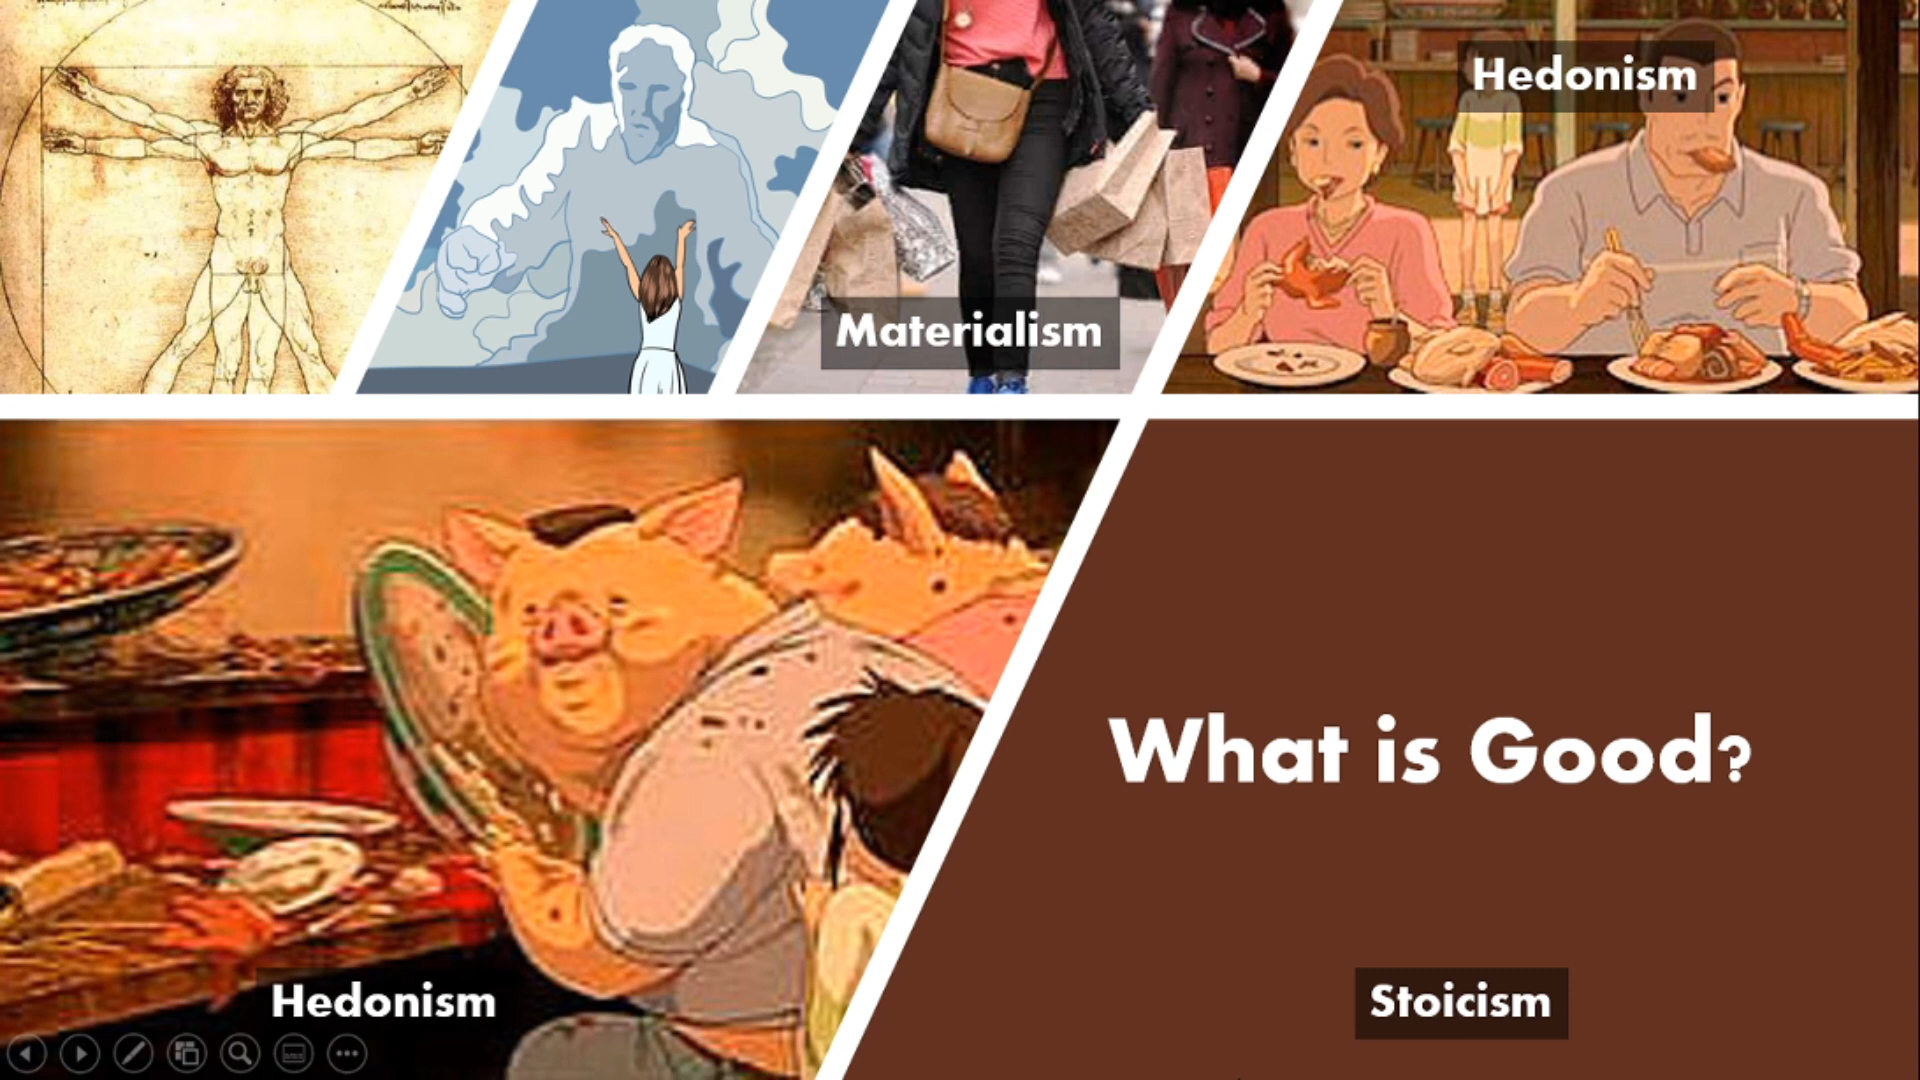 Hedonism
Materialism
What is Good?
Hedonism
Stoicism